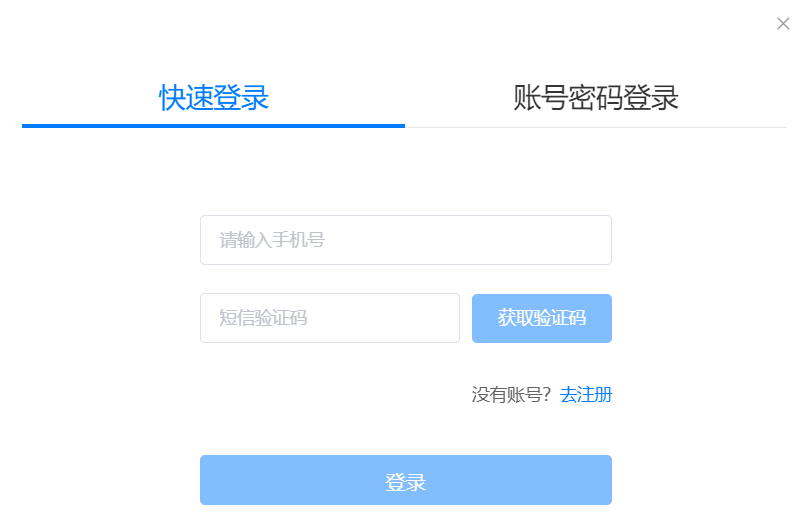 快速登录 账号密码登录
请输入手机号
短信验证码 获取验证码
没有账号？去注册
登录